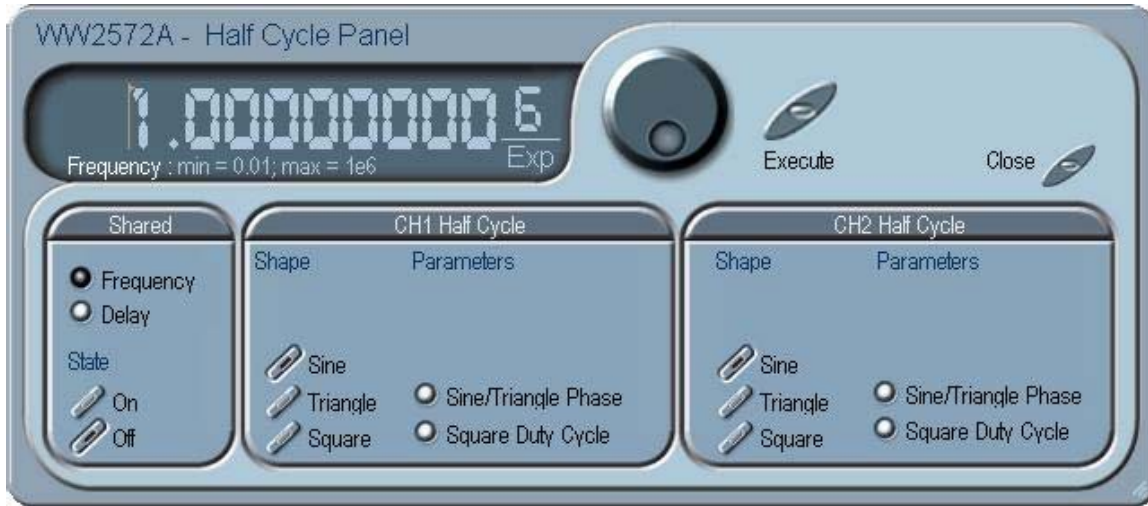 WW2572A - Half Cycle Panel
1.00000000 6
Exp
Frequency : min = 0.01; max = 1e6
Execute
Close
Shared
Frequency
Delay
State
On
Off
CH1 Half Cycle
Shape Parameters
Sine
Triangle Sine/Triangle Phase
Square Square Duty Cycle
CH2 Half Cycle
Shape Parameters
Sine
Triangle Sine/Triangle Phase
Square Square Duty Cycle